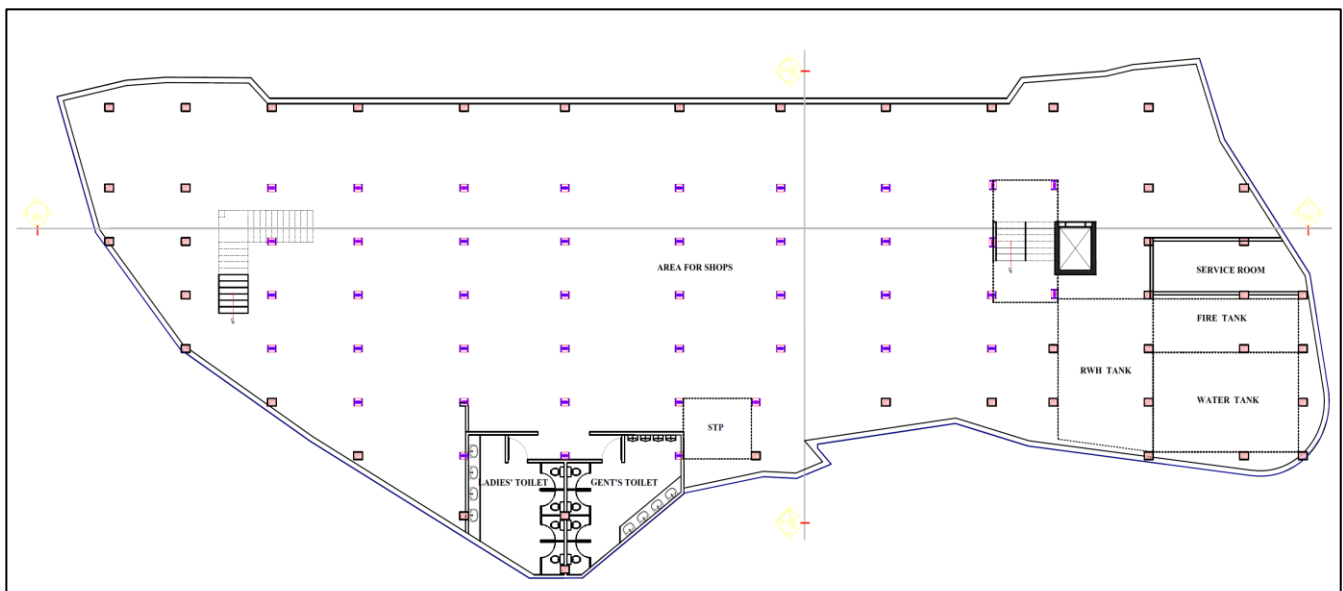 AREA FOR SHOPS
SERVICE ROOM
FIRE TANK
RWH TANK
WATER TANK
STP
LADIES' TOILET
GENT'S TOILET